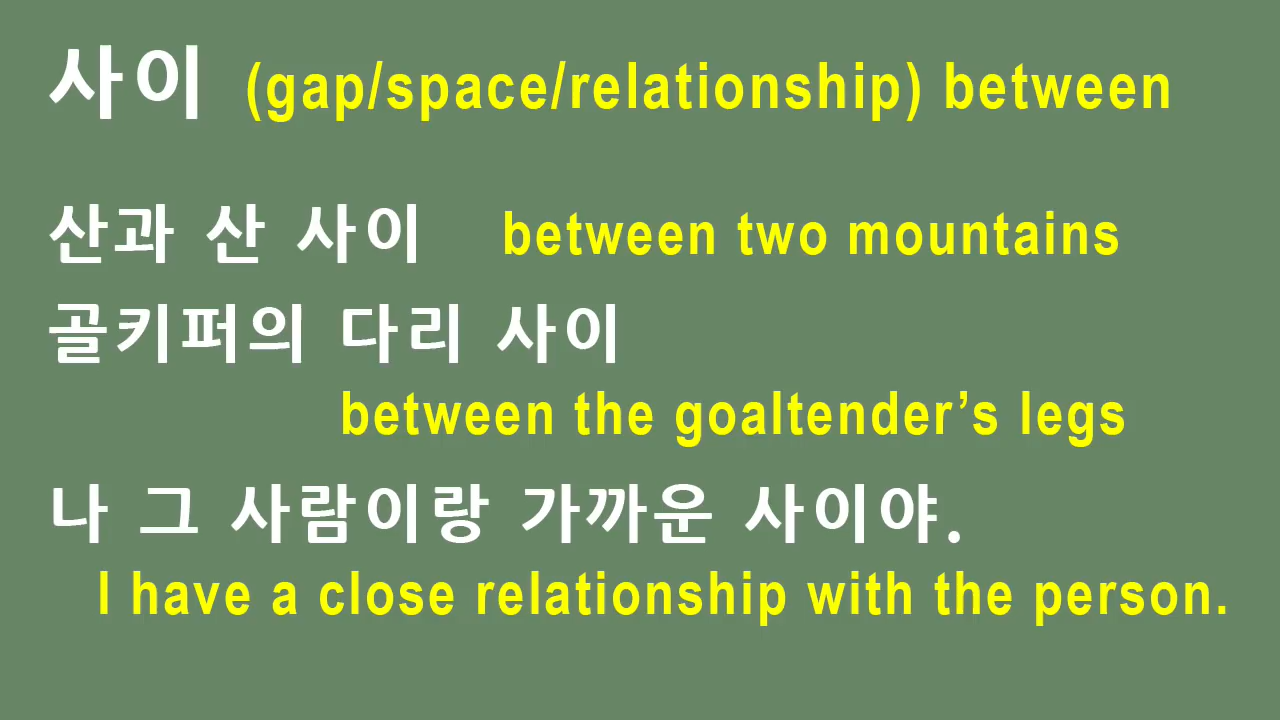 사이 (gap/space/relationship) between
산과 산 사이 between two mountains
골키퍼의 다리 사이
between the goaltender’s legs
나 그 사람이랑 가까운 사이야.
I have a close relationship with the person.